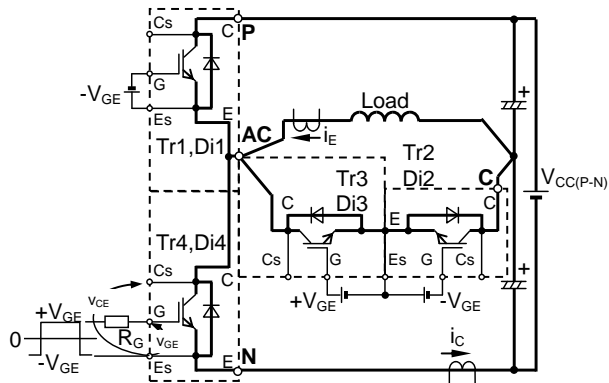 Cs
C
P
G
-VGE
Es
E
Load
AC
iE
+
Tr1,Di1
Tr2
Di2
C
VCC(P-N)
Tr3
Di3
C
C
E
Tr4,Di4
Cs
G
Es
G
Cs
+
Cs
C
+VGE
-VGE
vCE
+VGE
G
0
RG
vGE
-VGE
Es
E
N
iC